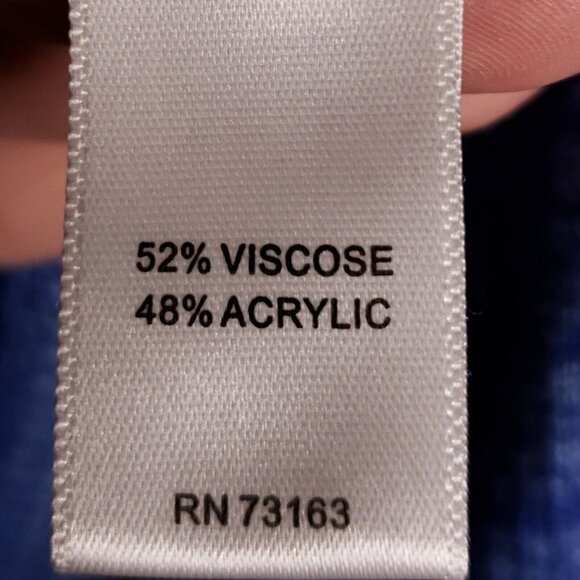 52% VISCOSE
48% ACRYLIC
RN 73163